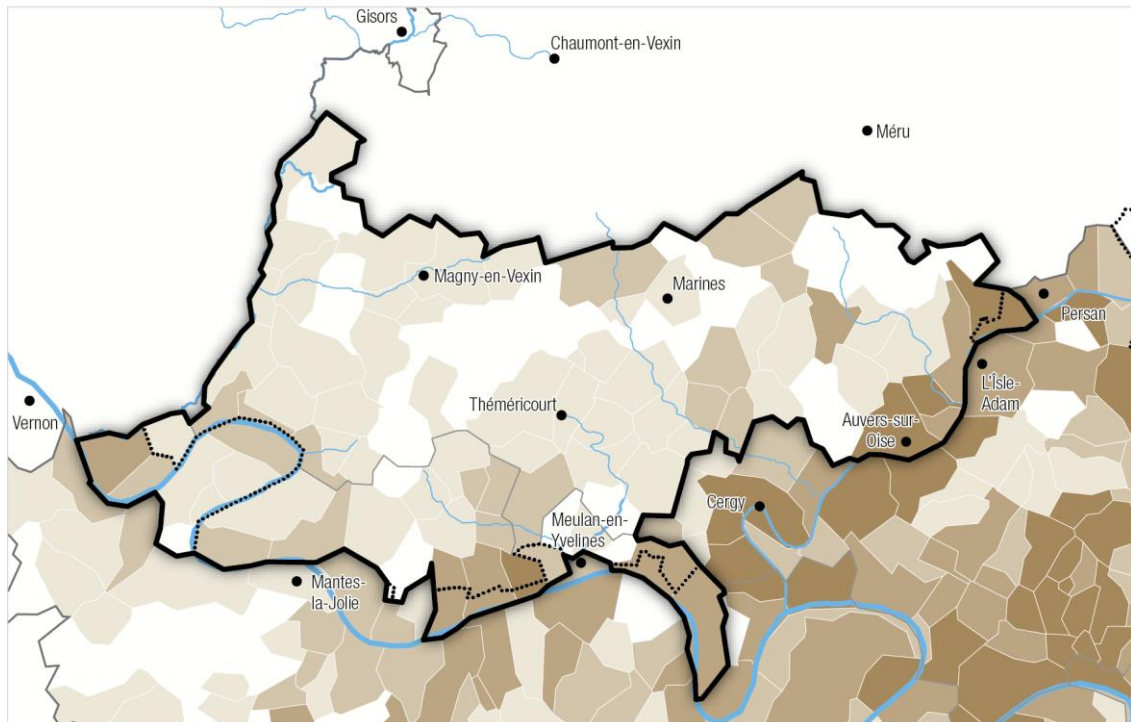 Gisors
Chaumont-en-Vexin
Méru
Magny-en-Vexin
Marines
Persan
L'Îsle-
Adam
Vernon
Théméricourt
Auvers-sur-
Oise
Cergy
Meulan-en-
Yvelines
Mantes-
la-Jolie